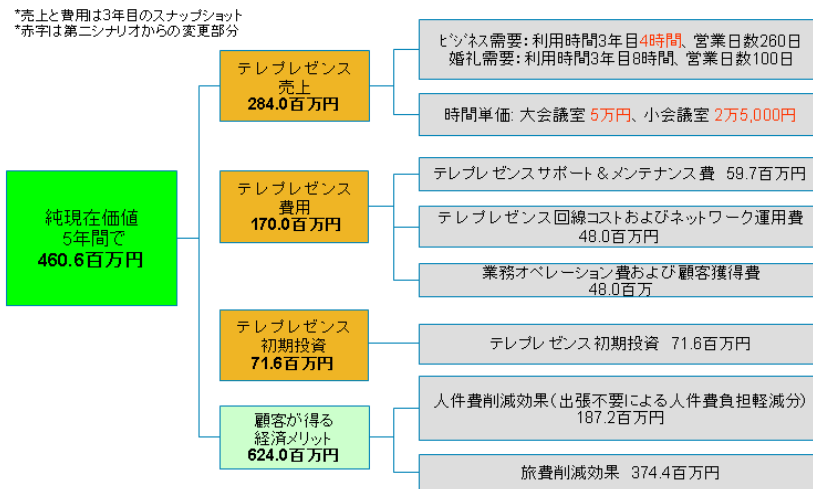 *売上と費用は3年目のスナップショット
*赤字は第二シナリオからの変更部分
純現在価値
5年間で
460.6百万円
テレプレゼンス
売上
284.0百万円
ビジネス需要:利用時間3年目4時間、営業日数260日
婚礼需要:利用時間3年目8時間、営業日数100日
時間単価: 大会議室 5万円、小会議室 2万5,000円
テレプレゼンス
費用
170.0百万円
テレプレゼンスサポート&メンテナンス費 59.7百万円
テレプレゼンス回線コストおよびネットワーク運用費
48.0百万円
業務オペレーション費および顧客獲得費
48.0百万
テレプレゼンス
初期投資
71.6百万円
テレプレゼンス初期投資 71.6百万円
顧客が得る
経済メリット
624.0百万円
人件費削減効果(出張不要による人件費負担軽減分)
187.2百万円
旅費削減効果 374.4百万円